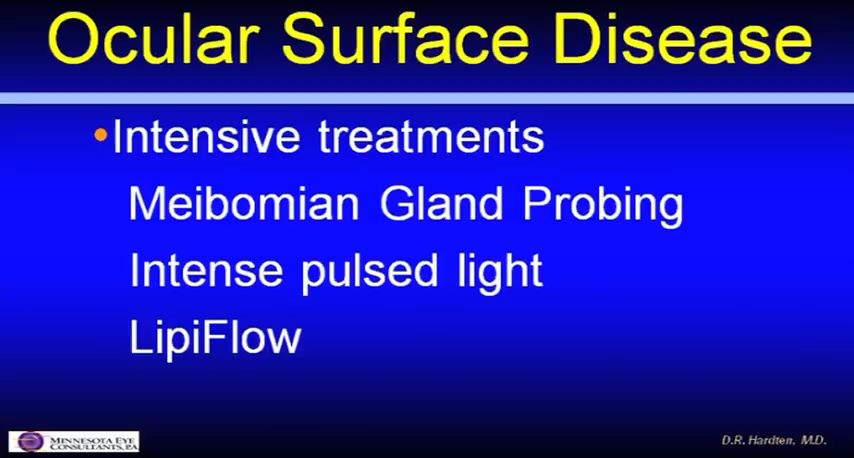 Ocular Surface Disease
•Intensive treatments
Meibomian Gland Probing
Intense pulsed light
LipiFlow
MINNESOTA EYE
CONSULTANTS, P.A.
D.R. Hardten, M.D.